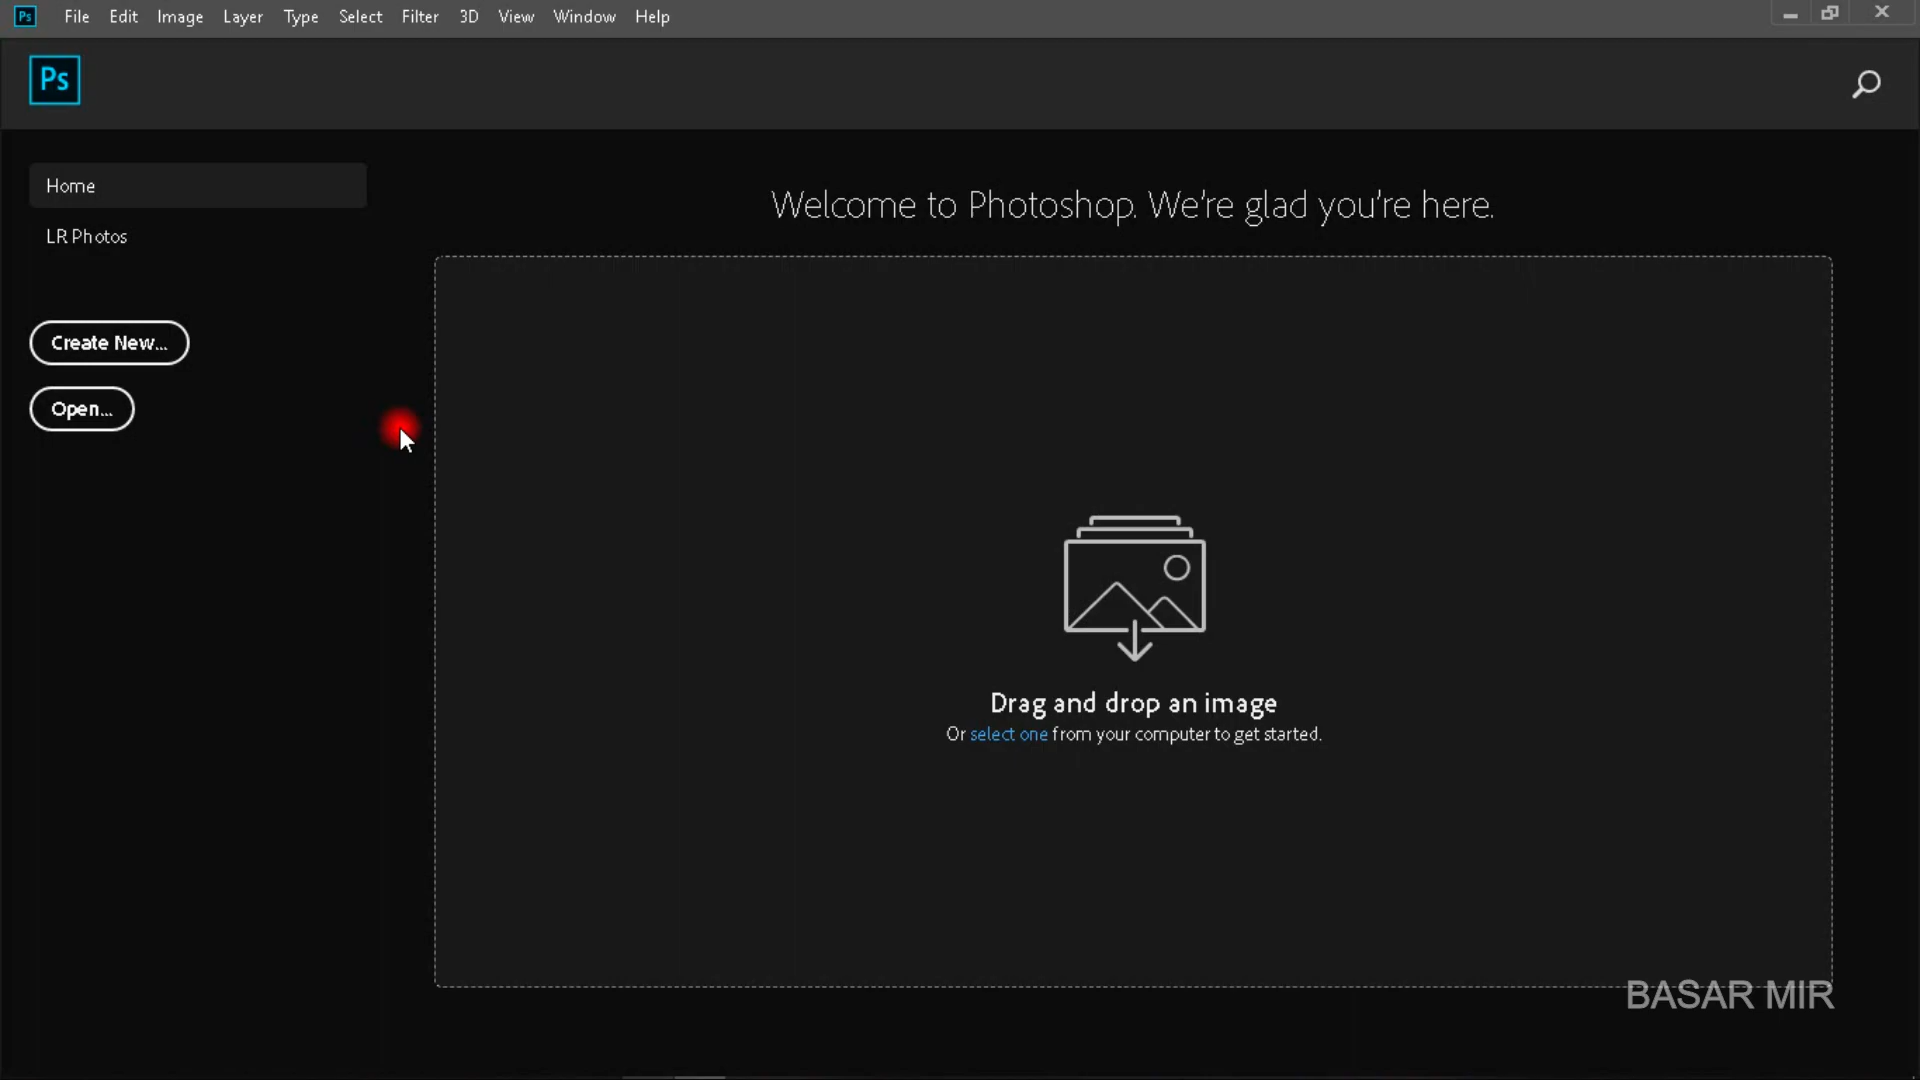 Ps File Edit Image Layer Type Select Filter 3D View Window Help
Ps
Home
LR Photos
Create New...
Open...
Welcome to Photoshop. We're glad you're here.
Drag and drop an image
Or select one from your computer to get started.
BASAR MIR